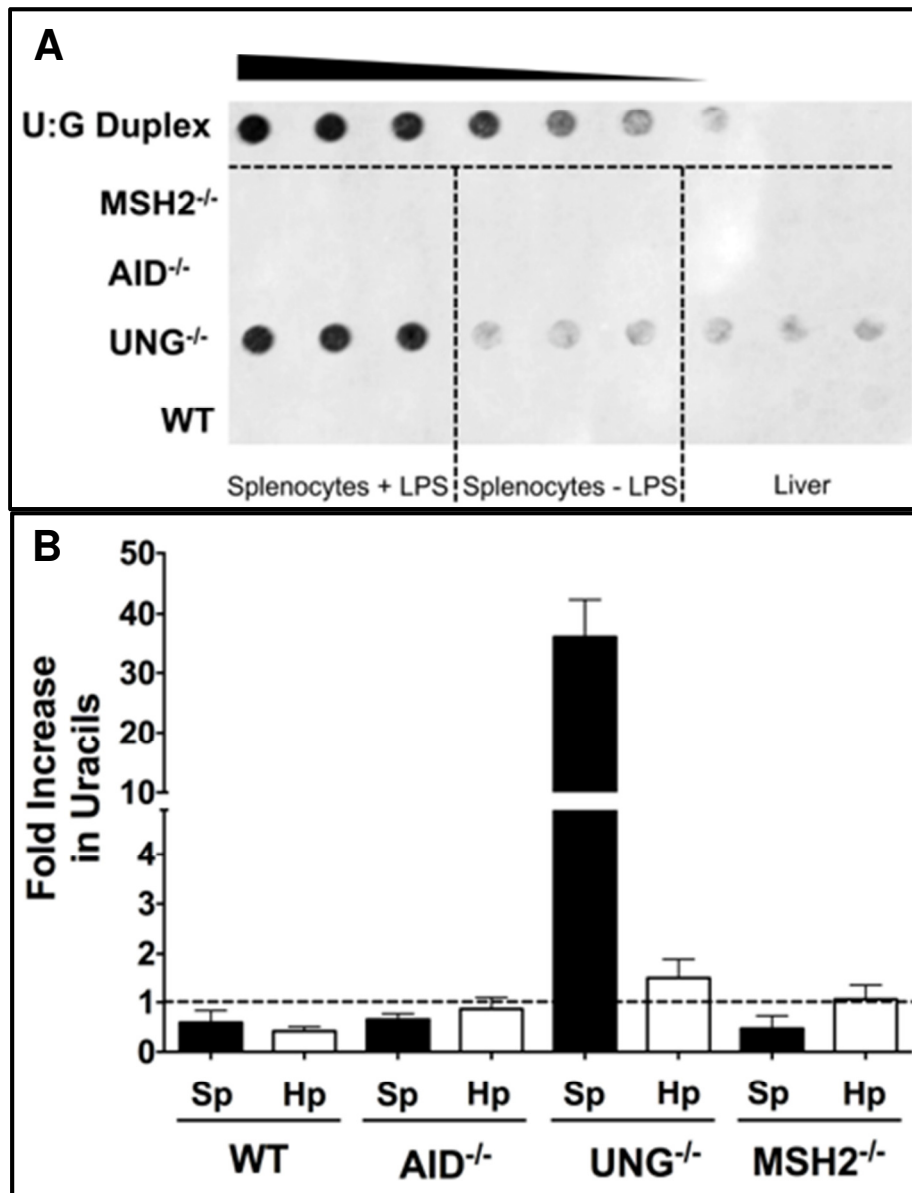 A
U:G Duplex
MSH2-/-
AID-/-
UNG-/-
WT
Splenocytes + LPS Splenocytes - LPS Liver
B
Fold Increase
in Uracils
50
40
30
20
10
4
3
2
1
0
Sp Hp Sp Hp Sp Hp Sp Hp
WT AID-/- UNG-/- MSH2-/-